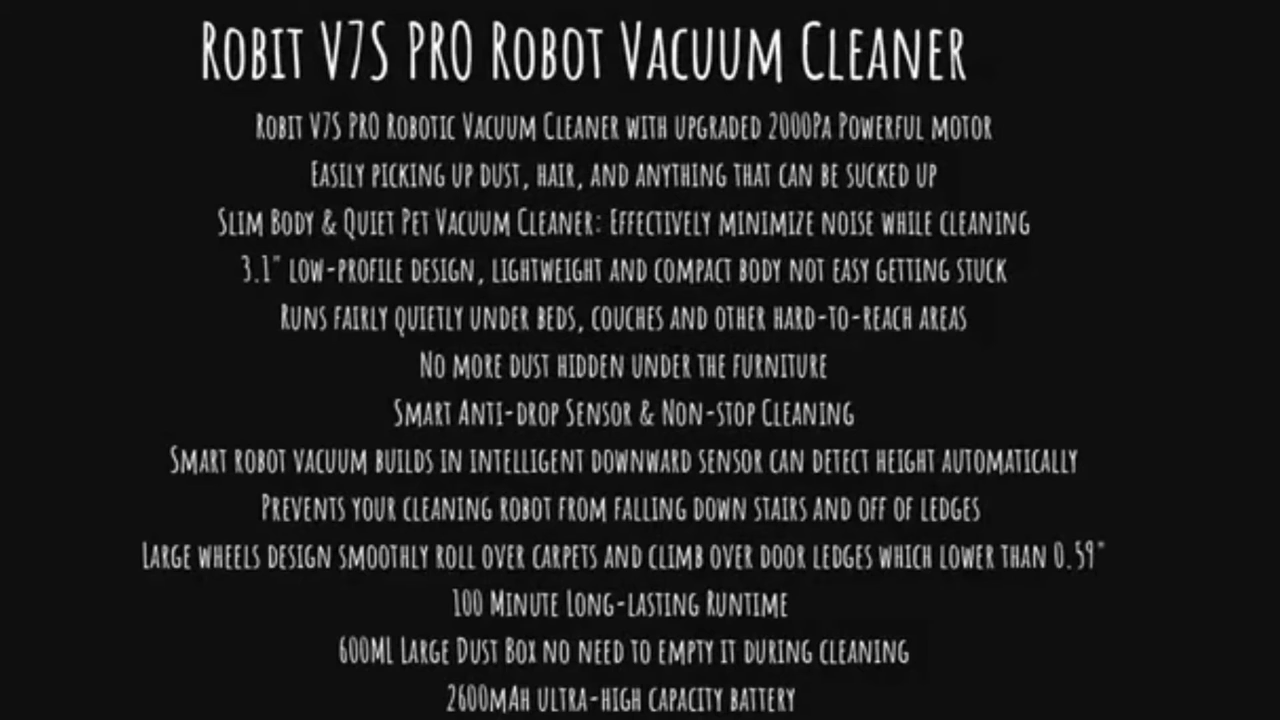 Robit V7S PRO Robot Vacuum Cleaner
Robit V7S PRO Robotic Vacuum Cleaner with upgraded 2000Pa Powerful motor
Easily picking up dust, hair, and anything that can be sucked up
Slim Body & Quiet Pet Vacuum Cleaner: Effectively minimize noise while cleaning
3.1" low-profile design, lightweight and compact body not easy getting stuck
Runs fairly quietly under beds, couches and other hard-to-reach areas
No more dust hidden under the furniture
Smart Anti-drop Sensor & Non-stop Cleaning
Smart robot vacuum builds in intelligent downward sensor can detect height automatically
Prevents your cleaning robot from falling down stairs and off of ledges
Large wheels design smoothly roll over carpets and climb over door ledges which lower than 0.59"
100 Minute Long-lasting Runtime
600ML Large Dust Box no need to empty it during cleaning
2600mAh ultra-high capacity battery